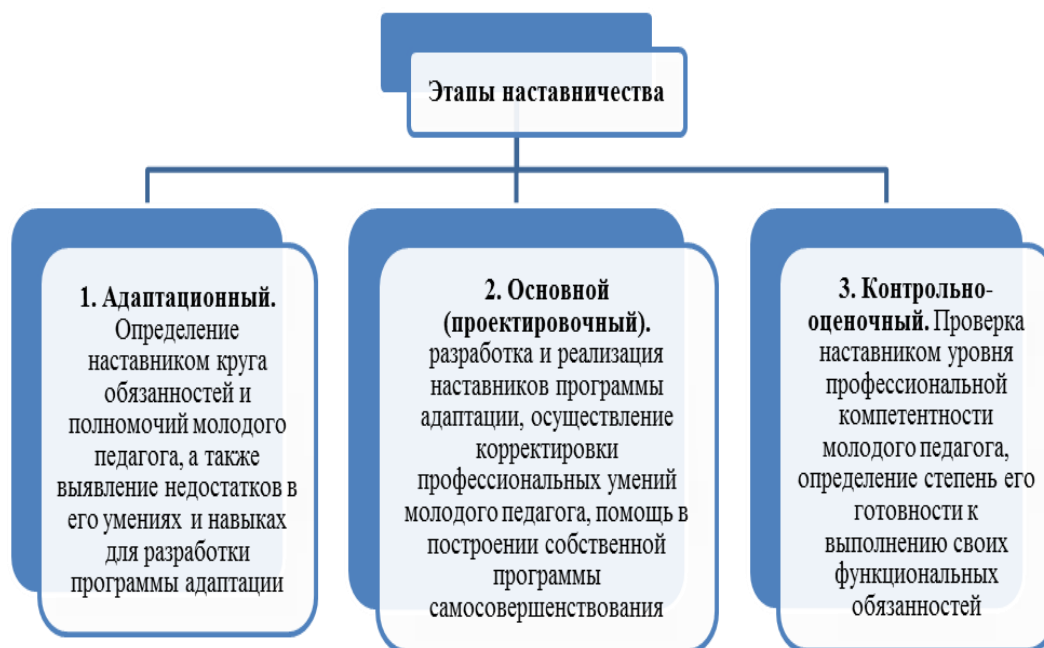 Этапы наставничества
1. Адаптационный.
Определение
наставником круга
обязанностей и
полномочий молодого
педагога, а также
выявление недостатков в
его умениях и навыках
для разработки
программы адаптации
2. Основной
(проектировочный).
разработка и реализация
наставников программы
адаптации, осуществление
корректировки
профессиональных умений
молодого педагога, помощь в
построении собственной
программы
самосовершенствования
3. Контрольно-
оценочный. Проверка
наставником уровня
профессиональной
компетентности
молодого педагога,
определение степень его
готовности к
выполнению своих
функциональных
обязанностей